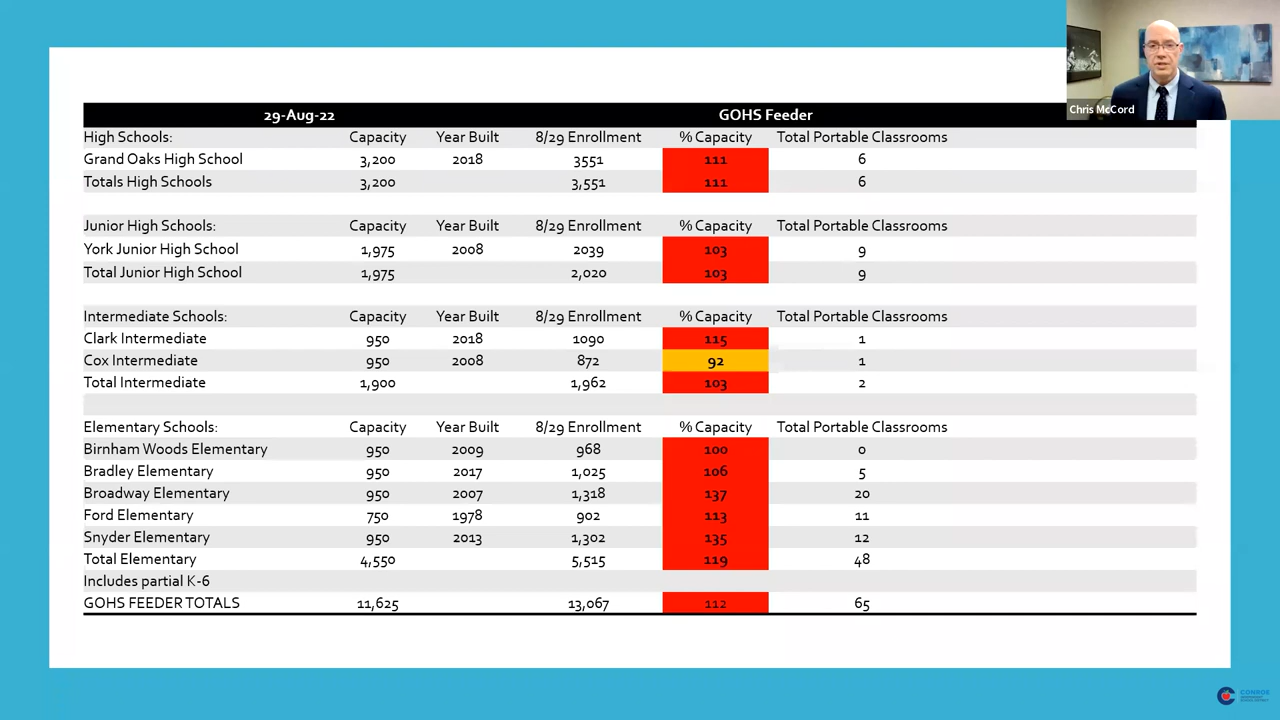 Chris McCord
29-Aug-22 GOHS Feeder
High Schools: Capacity Year Built 8/29 Enrollment % Capacity Total Portable Classrooms
Grand Oaks High School 3,200 2018 3551 111 6
Totals High Schools 3,200 3,551 111 6
Junior High Schools: Capacity Year Built 8/29 Enrollment % Capacity Total Portable Classrooms
York Junior High School 1,975 2008 2039 103 9
Total Junior High School 1,975 2,020 103 9
Intermediate Schools: Capacity Year Built 8/29 Enrollment % Capacity Total Portable Classrooms
Clark Intermediate 950 2018 1090 115 1
Cox Intermediate 950 2008 872 92 1
Total Intermediate 1,900 1,962 103 2
Elementary Schools: Capacity Year Built 8/29 Enrollment % Capacity Total Portable Classrooms
Birnham Woods Elementary 950 2009 968 100 0
Bradley Elementary 950 2017 1,025 106 5
Broadway Elementary 950 2007 1,318 137 20
Ford Elementary 750 1978 902 113 11
Snyder Elementary 950 2013 1,302 135 12
Total Elementary 4,550 5,515 119 48
Includes partial K-6
GOHS FEEDER TOTALS 11,625 13,067 112 65
CONROE